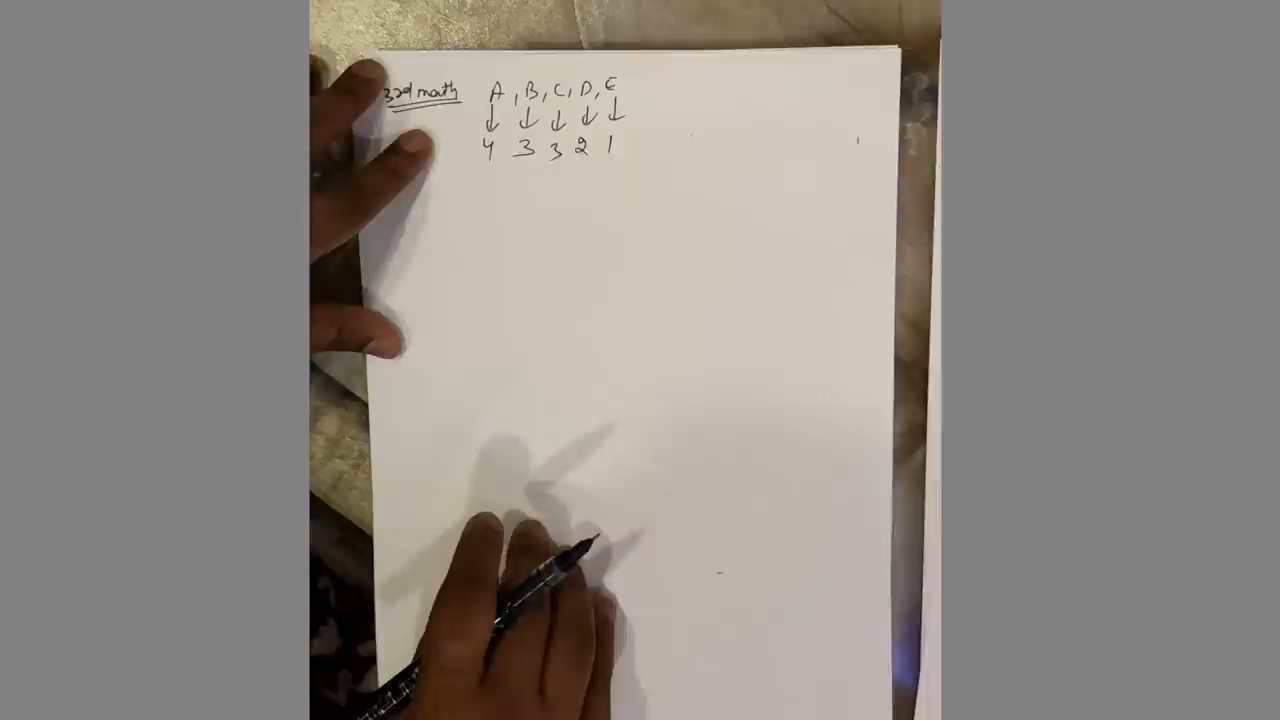 3rd math A, B, C, D, E
↓ ↓ ↓ ↓ ↓
4 3 3 2 1